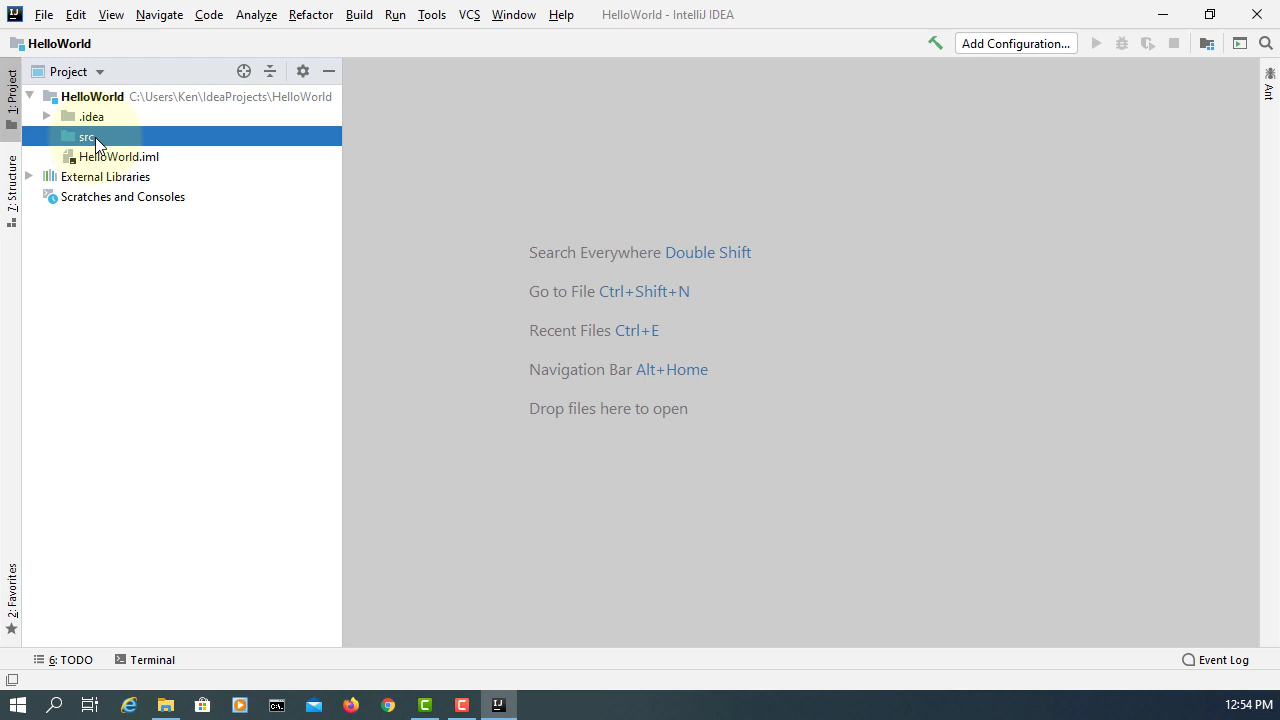 File Edit View Navigate Code Analyze Refactor Build Run Tools VCS Window Help HelloWorld - IntelliJ IDEA
HelloWorld
Add Configuration...
1: Project
Project
HelloWorld C:\Users\Ken\IdeaProjects\HelloWorld
.idea
src
HelloWorld.iml
External Libraries
Scratches and Consoles
7: Structure
2: Favorites
Search Everywhere Double Shift
Go to File Ctrl+Shift+N
Recent Files Ctrl+E
Navigation Bar Alt+Home
Drop files here to open
Ant
6: TODO Terminal Event Log
12:54 PM